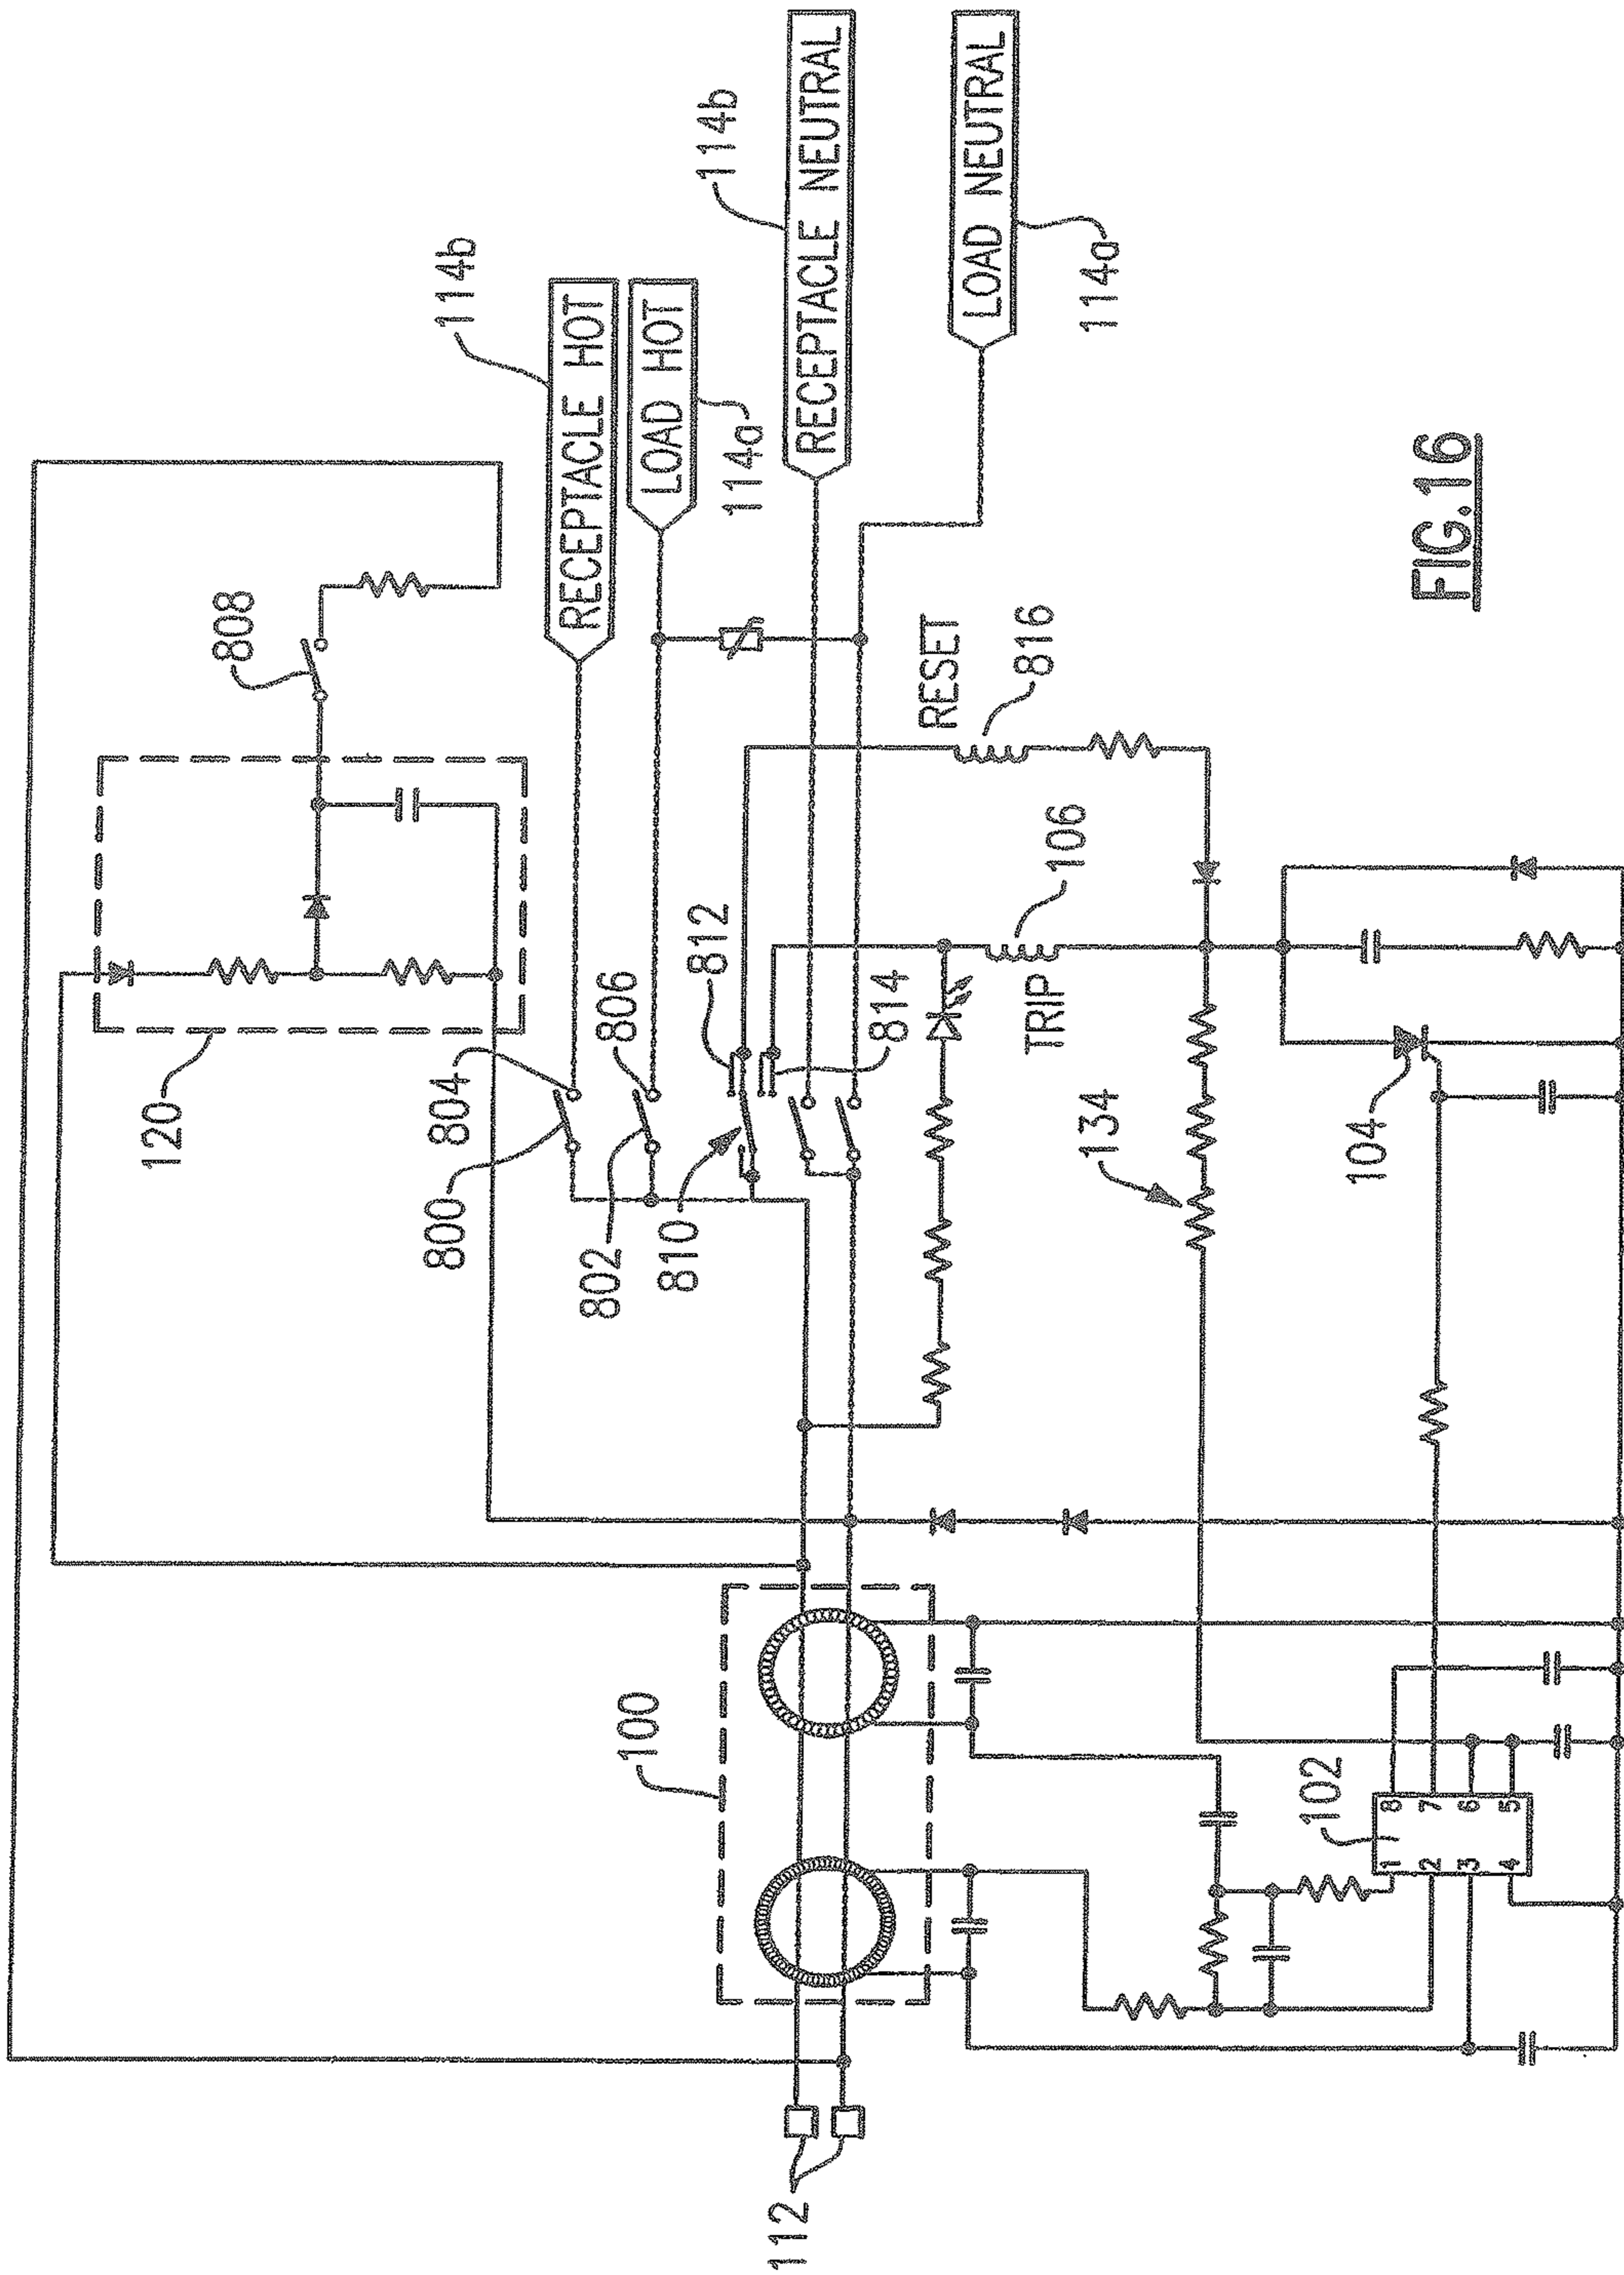 112
100
102
1
2
3
4
8
7
6
5
120
800
804
802
806
810
812
814
808
134
104
TRIP
106
RESET
816
114b
RECEPTACLE HOT
LOAD HOT
114a
114b
RECEPTACLE NEUTRAL
LOAD NEUTRAL
114a
FIG.16